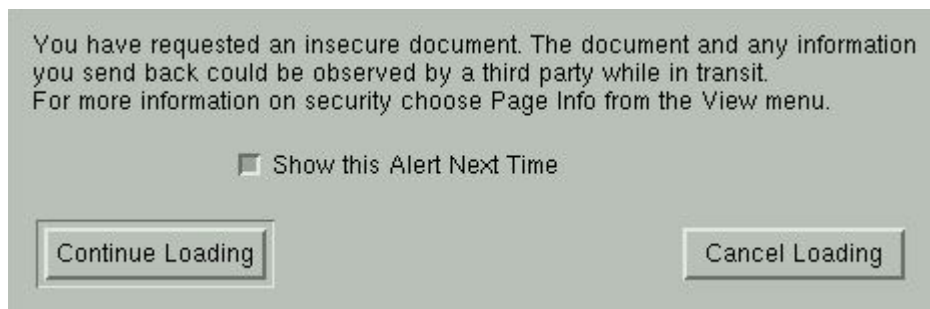 You have requested an insecure document. The document and any information
you send back could be observed by a third party while in transit.
For more information on security choose Page Info from the View menu.
Show this Alert Next Time
Continue Loading
Cancel Loading